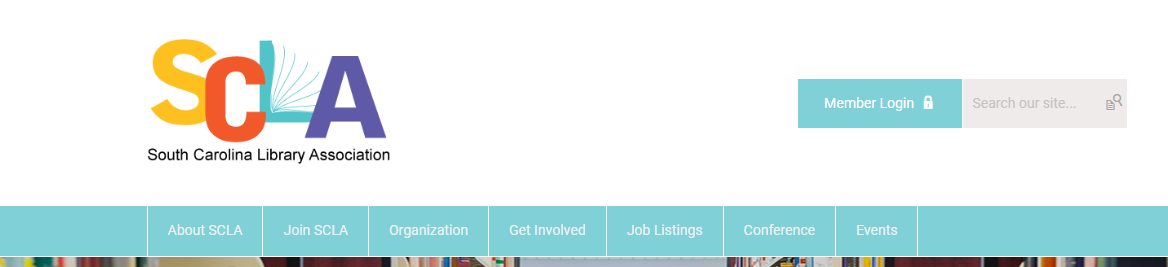 SCLA
South Carolina Library Association
Member Login
Search our site...
About SCLA Join SCLA Organization Get Involved Job Listings Conference Events